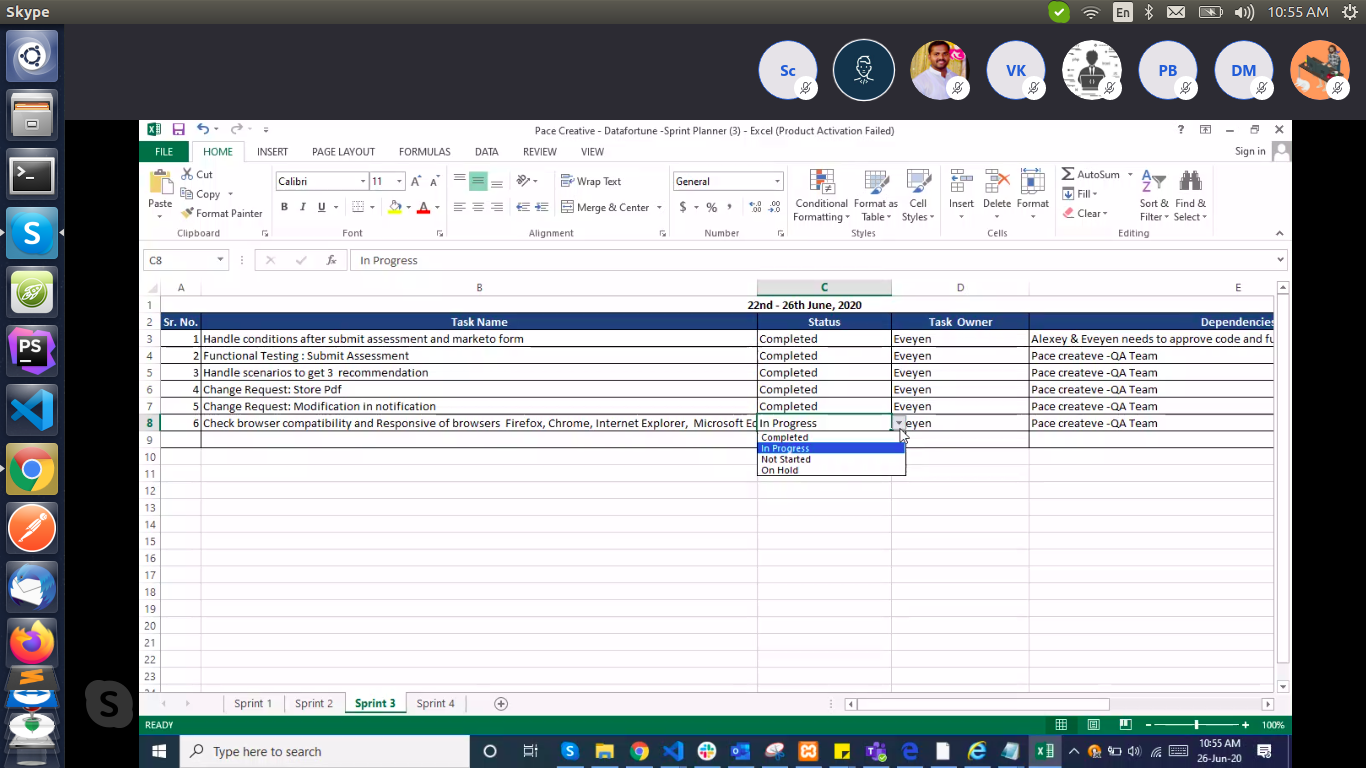 Skype
En
10:55 AM
Sc
VK
PB
DM
Pace Creative - Datafortune -Sprint Planner (3) - Excel (Product Activation Failed)
FILE HOME INSERT PAGE LAYOUT FORMULAS DATA REVIEW VIEW Sign in
Cut
Copy
Format Painter
Paste
Clipboard
Calibri 11
B I U
Font
Wrap Text
Merge & Center
Alignment
General
$ % ,
Number
Conditional Formatting
Format as Table
Cell Styles
Styles
Insert Delete Format
Cells
AutoSum
Fill
Clear
Sort & Filter
Find & Select
Editing
C8 fx In Progress
A B C D E
1 22nd - 26th June, 2020
2 Sr. No. Task Name Status Task Owner Dependencies
3 1 Handle conditions after submit assessment and marketo form Completed Eveyen Alexey & Eveyen needs to approve code and fu
4 2 Functional Testing : Submit Assessment Completed Eveyen Pace createve -QA Team
5 3 Handle scenarios to get 3 recommendation Completed Eveyen Pace createve -QA Team
6 4 Change Request: Store Pdf Completed Eveyen Pace createve -QA Team
7 5 Change Request: Modification in notification Completed Eveyen Pace createve -QA Team
8 6 Check browser compatibility and Responsive of browsers Firefox, Chrome, Internet Explorer, Microsoft Ed In Progress eyen Pace createve -QA Team
9 Completed
In Progress
10 Not Started
11 On Hold
12
13
14
15
16
17
18
19
20
21
22
23
Sprint 1 Sprint 2 Sprint 3 Sprint 4
READY 100%
Type here to search
10:55 AM
26-Jun-20
PS